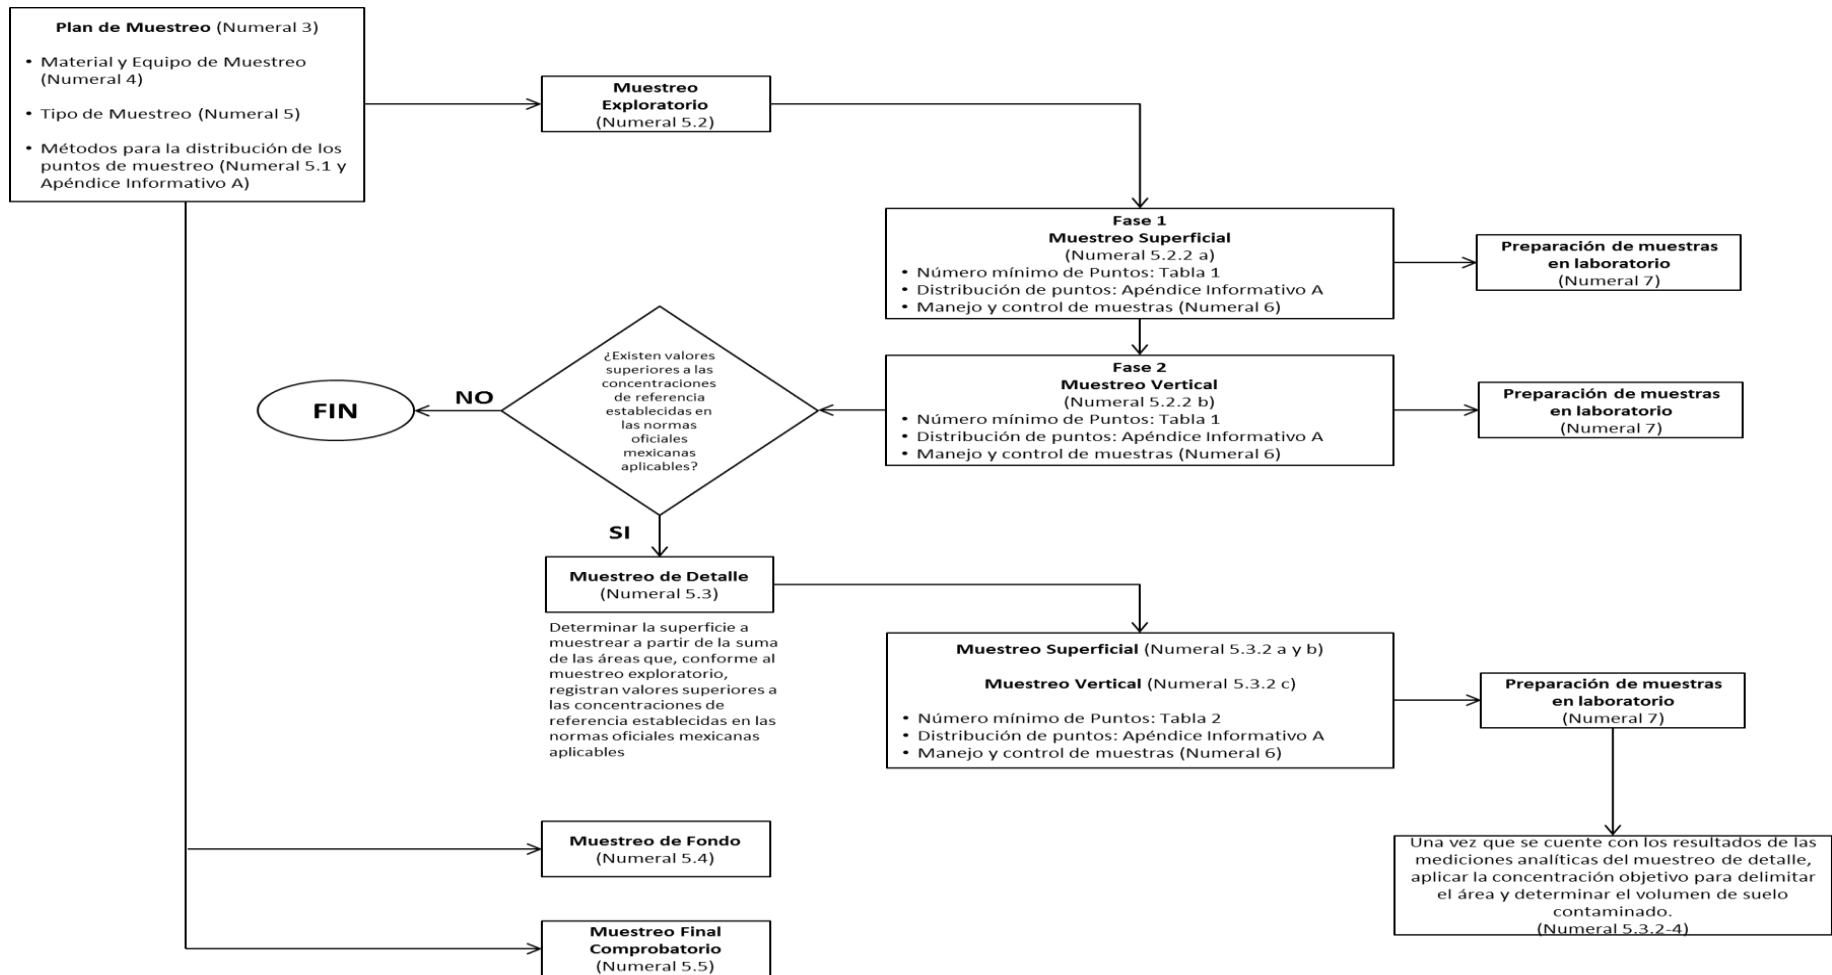 Plan de Muestreo (Numeral 3)
• Material y Equipo de Muestreo
(Numeral 4)
• Tipo de Muestreo (Numeral 5)
• Métodos para la distribución de los
puntos de muestreo (Numeral 5.1 y
Apéndice Informativo A)
Muestreo
Exploratorio
(Numeral 5.2)
Fase 1
Muestreo Superficial
(Numeral 5.2.2 a)
• Número mínimo de Puntos: Tabla 1
• Distribución de puntos: Apéndice Informativo A
• Manejo y control de muestras (Numeral 6)
Preparación de muestras
en laboratorio
(Numeral 7)
Fase 2
Muestreo Vertical
(Numeral 5.2.2 b)
• Número mínimo de Puntos: Tabla 1
• Distribución de puntos: Apéndice Informativo A
• Manejo y control de muestras (Numeral 6)
Preparación de muestras
en laboratorio
(Numeral 7)
¿Existen valores
superiores a las
concentraciones
de referencia
establecidas en
las normas
oficiales
mexicanas
aplicables?
NO
FIN
SI
Muestreo de Detalle
(Numeral 5.3)
Determinar la superficie a
muestrear a partir de la suma
de las áreas que, conforme al
muestreo exploratorio,
registran valores superiores a
las concentraciones de
referencia establecidas en las
normas oficiales mexicanas
aplicables
Muestreo Superficial (Numeral 5.3.2 a y b)
Muestreo Vertical (Numeral 5.3.2 c)
• Número mínimo de Puntos: Tabla 2
• Distribución de puntos: Apéndice Informativo A
• Manejo y control de muestras (Numeral 6)
Preparación de muestras
en laboratorio
(Numeral 7)
Una vez que se cuente con los resultados de las
mediciones analíticas del muestreo de detalle,
aplicar la concentración objetivo para delimitar
el área y determinar el volumen de suelo
contaminado.
(Numeral 5.3.2-4)
Muestreo de Fondo
(Numeral 5.4)
Muestreo Final
Comprobatorio
(Numeral 5.5)